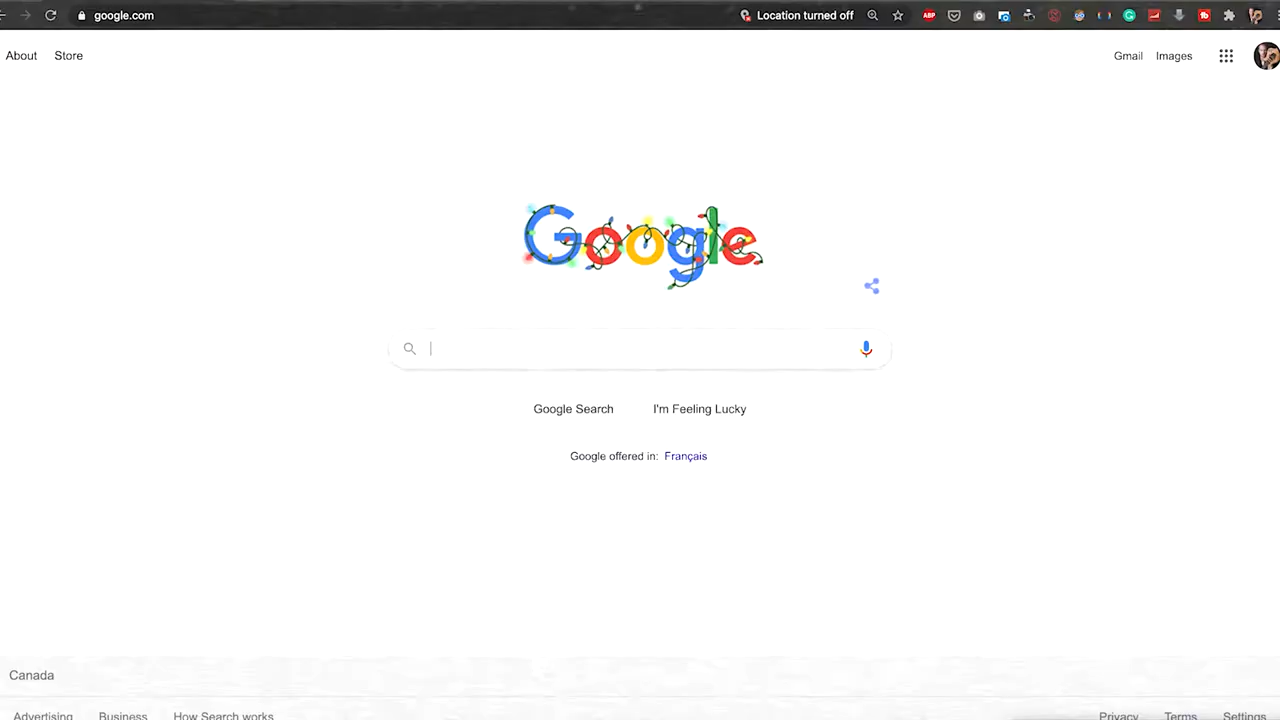 google.com
Location turned off
ABP
About Store
Gmail Images
Google
Google Search I'm Feeling Lucky
Google offered in: Français
Canada
Advertising Business How Search works
Privacy Terms Settings